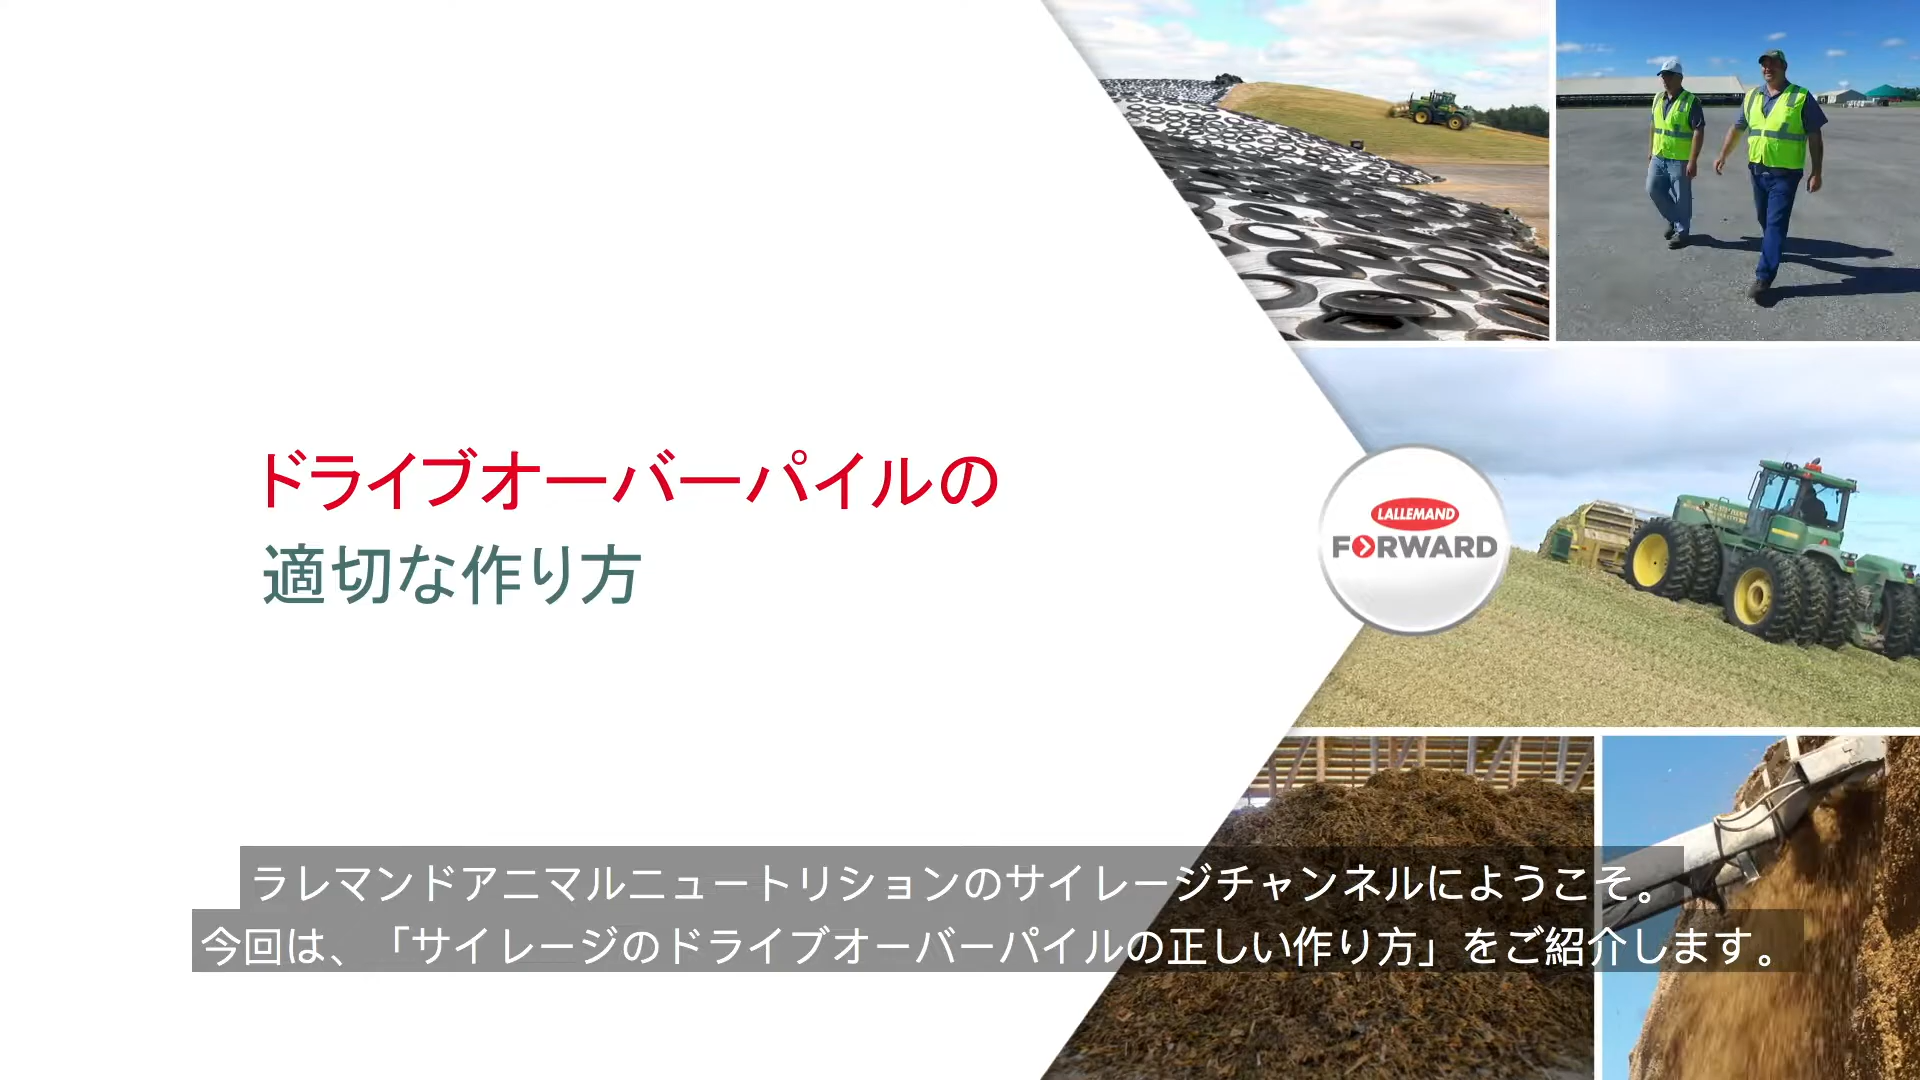 ドライブオーバーパイルの
適切な作り方
LALLEMAND
FORWARD
ラレマンドアニマルニュートリションのサイレージチャンネルにようこそ。
今回は、「サイレージのドライブオーバーパイルの正しい作り方」をご紹介します。